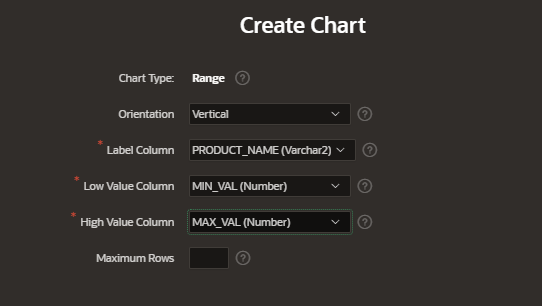 Create Chart
Chart Type: Range ?
Orientation Vertical ?
* Label Column PRODUCT_NAME (Varchar2) ?
* Low Value Column MIN_VAL (Number) ?
* High Value Column MAX_VAL (Number) ?
Maximum Rows ?